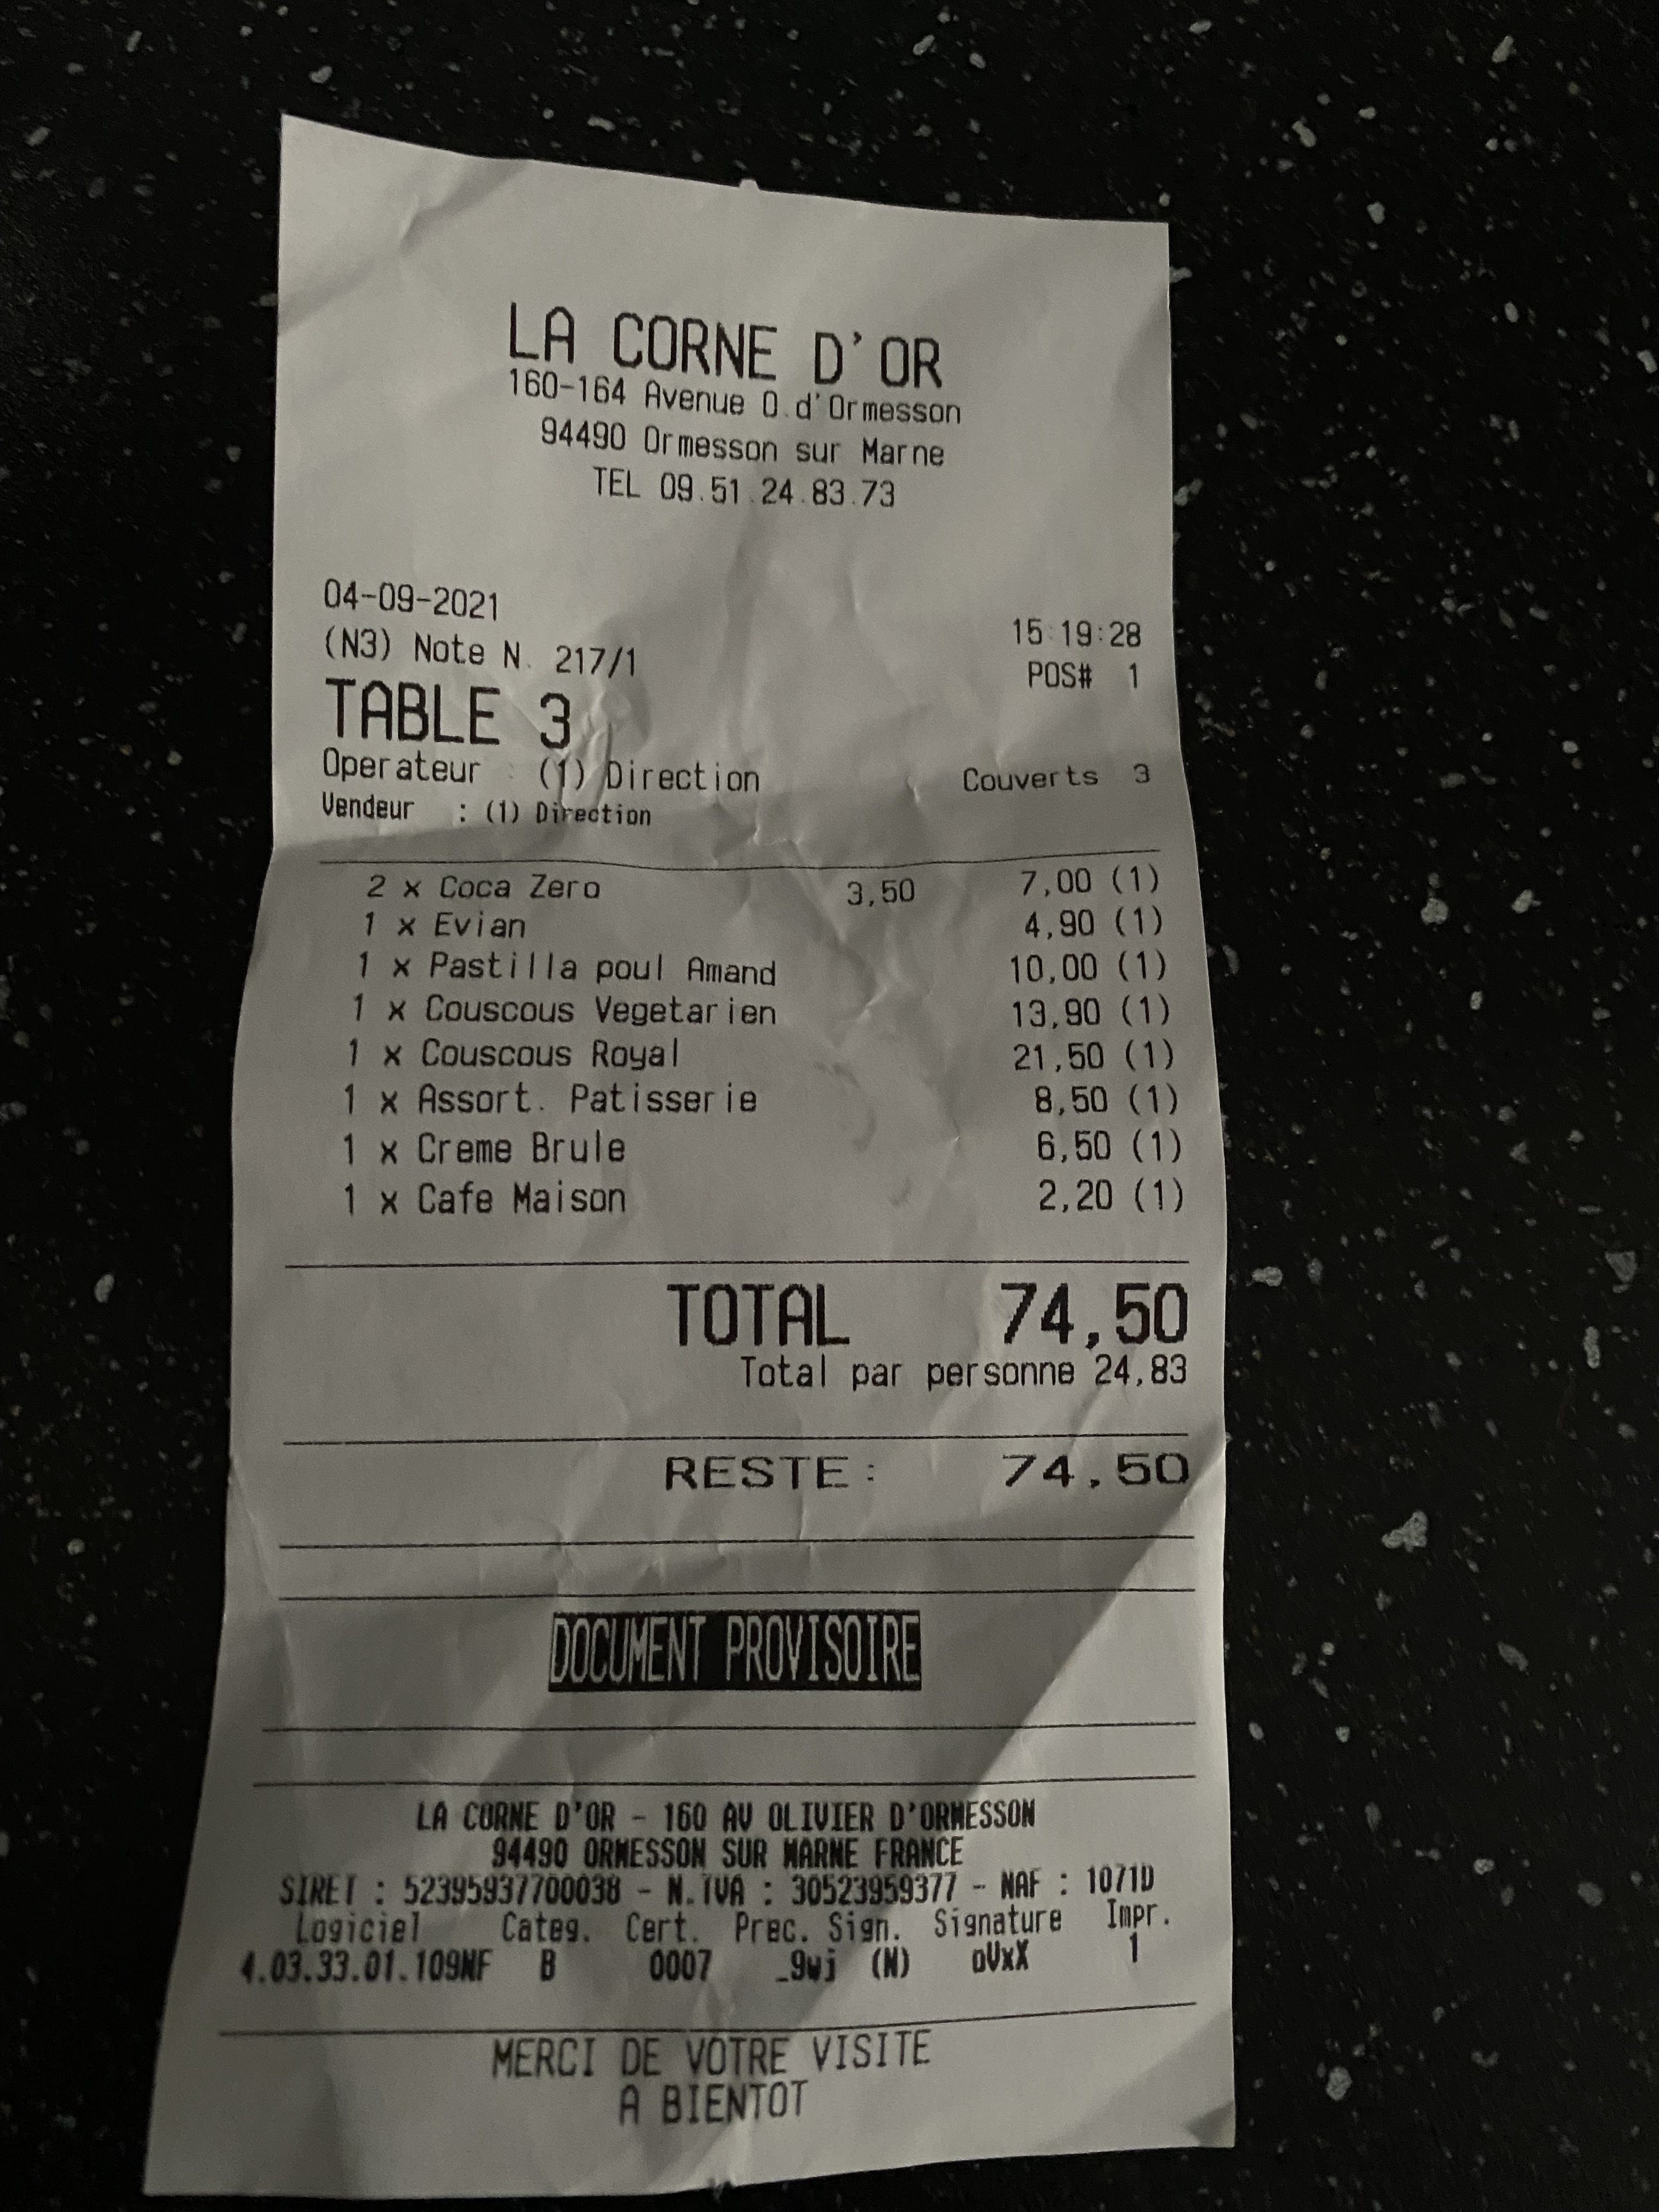 LA CORNE D'OR
160-164 Avenue O.d'Ormesson
94490 Ormesson sur Marne
TEL 09.51.24.83.73
04-09-2021 15:19:28
(N3) Note N. 217/1 POS# 1
TABLE 3
Operateur : (1) Direction Couverts 3
Vendeur : (1) Direction
2 x Coca Zero 3,50 7,00 (1)
1 x Evian 4,90 (1)
1 x Pastilla poul Amand 10,00 (1)
1 x Couscous Vegetarien 13,90 (1)
1 x Couscous Royal 21,50 (1)
1 x Assort. Patisserie 8,50 (1)
1 x Creme Brule 6,50 (1)
1 x Cafe Maison 2,20 (1)
TOTAL 74,50
Total par personne 24,83
RESTE: 74,50
DOCUMENT PROVISOIRE
LA CORNE D'OR - 160 AV OLIVIER D'ORMESSON
94490 ORMESSON SUR MARNE FRANCE
SIRET : 52395937700038 - N.TVA : 30523959377 - NAF : 1071D
Logiciel Categ. Cert. Prec. Sign. Signature Impr.
4.03.33.01.109NF B 0007 _9wj (N) oVxX 1
MERCI DE VOTRE VISITE
A BIENTOT